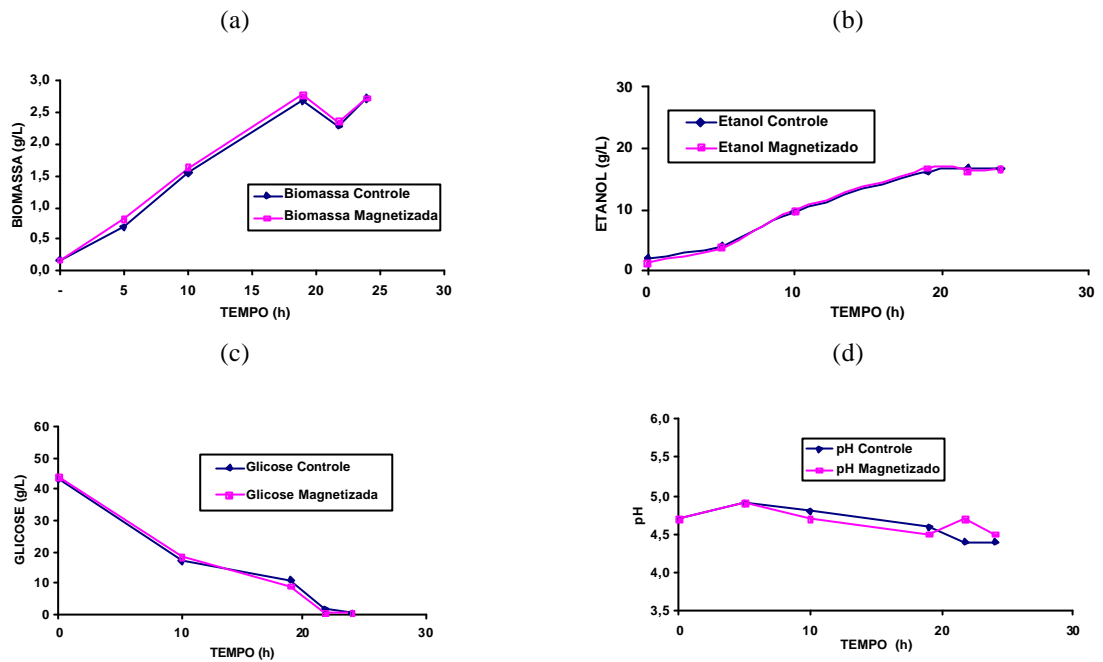 (a)
BIOMASSA (g/L)
3,0
2,5
2,0
1,5
1,0
0,5
0,0
- 5 10 15 20 25 30
TEMPO (h)
Biomassa Controle
Biomassa Magnetizada
(b)
ETANOL (g/L)
30
20
10
0
0 10 20 30
TEMPO (h)
Etanol Controle
Etanol Magnetizado
(c)
GLICOSE (g/L)
60
50
40
30
20
10
0
0 10 20 30
TEMPO (h)
Glicose Controle
Glicose Magnetizada
(d)
pH
6,0
5,5
5,0
4,5
4,0
3,5
0 10 20 30
TEMPO (h)
pH Controle
pH Magnetizado